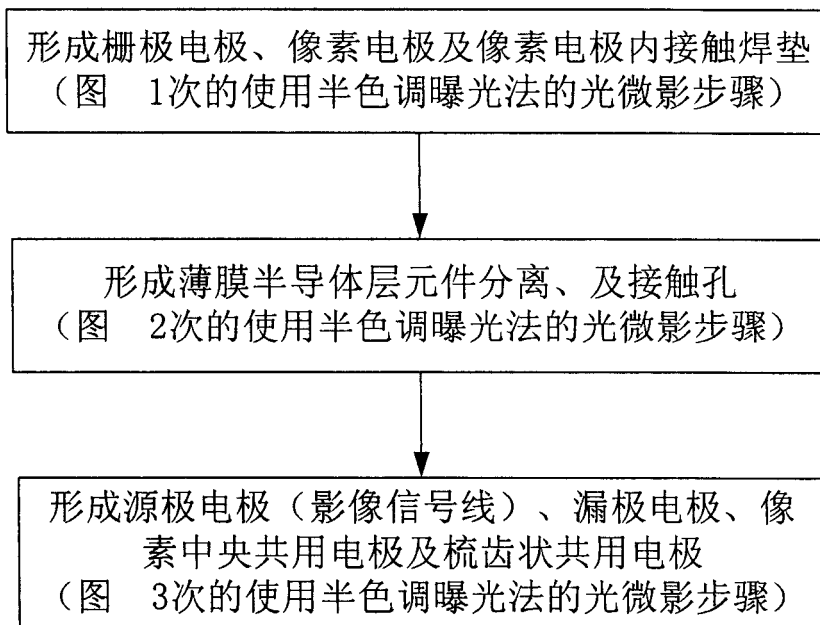 形成栅极电极、像素电极及像素电极内接触焊垫
（图 1次的使用半色调曝光法的光微影步骤）
形成薄膜半导体层元件分离、及接触孔
（图 2次的使用半色调曝光法的光微影步骤）
形成源极电极（影像信号线）、漏极电极、像
素中央共用电极及梳齿状共用电极
（图 3次的使用半色调曝光法的光微影步骤）